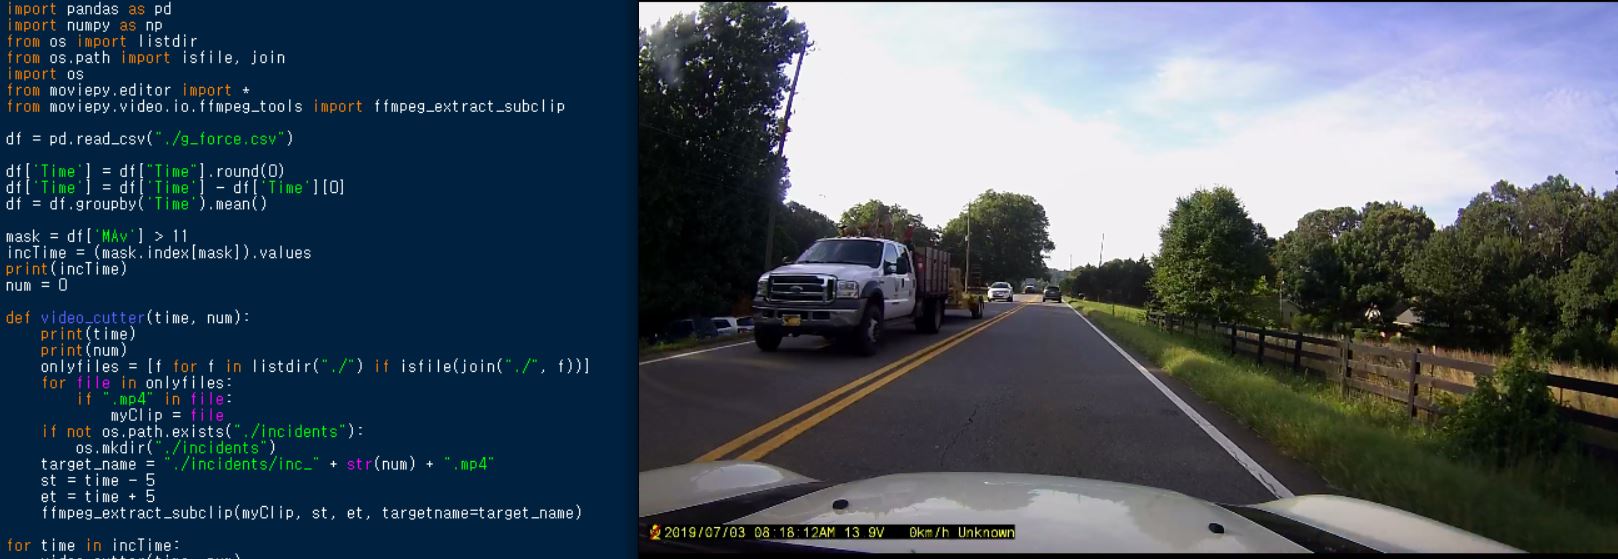 import pandas as pd
import numpy as np
from os import listdir
from os.path import isfile, join
import os
from moviepy.editor import *
from moviepy.video.io.ffmpeg_tools import ffmpeg_extract_subclip
df = pd.read_csv("./g_force.csv")
df['Time'] = df["Time"].round(0)
df['Time'] = df['Time'] - df['Time'][0]
df = df.groupby('Time').mean()
mask = df['MAv'] > 11
incTime = (mask.index[mask]).values
print(incTime)
num = 0
def video_cutter(time, num):
    print(time)
    print(num)
    onlyfiles = [f for f in listdir("./") if isfile(join("./", f))]
    for file in onlyfiles:
        if ".mp4" in file:
            myClip = file
    if not os.path.exists("./incidents"):
        os.mkdir("./incidents")
    target_name = "./incidents/inc_" + str(num) + ".mp4"
    st = time - 5
    et = time + 5
    ffmpeg_extract_subclip(myClip, st, et, targetname=target_name)
for time in incTime:
2019/07/03 08:18:12AM 13.9V 0km/h Unknown